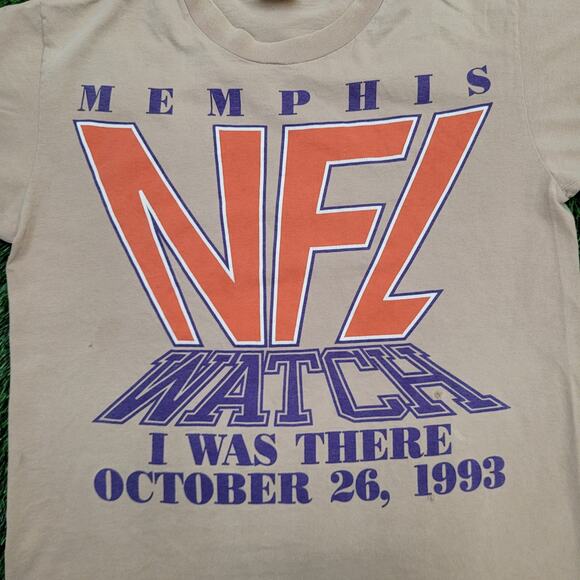 MEMPHIS
NFL
WATCH
I WAS THERE
OCTOBER 26, 1993